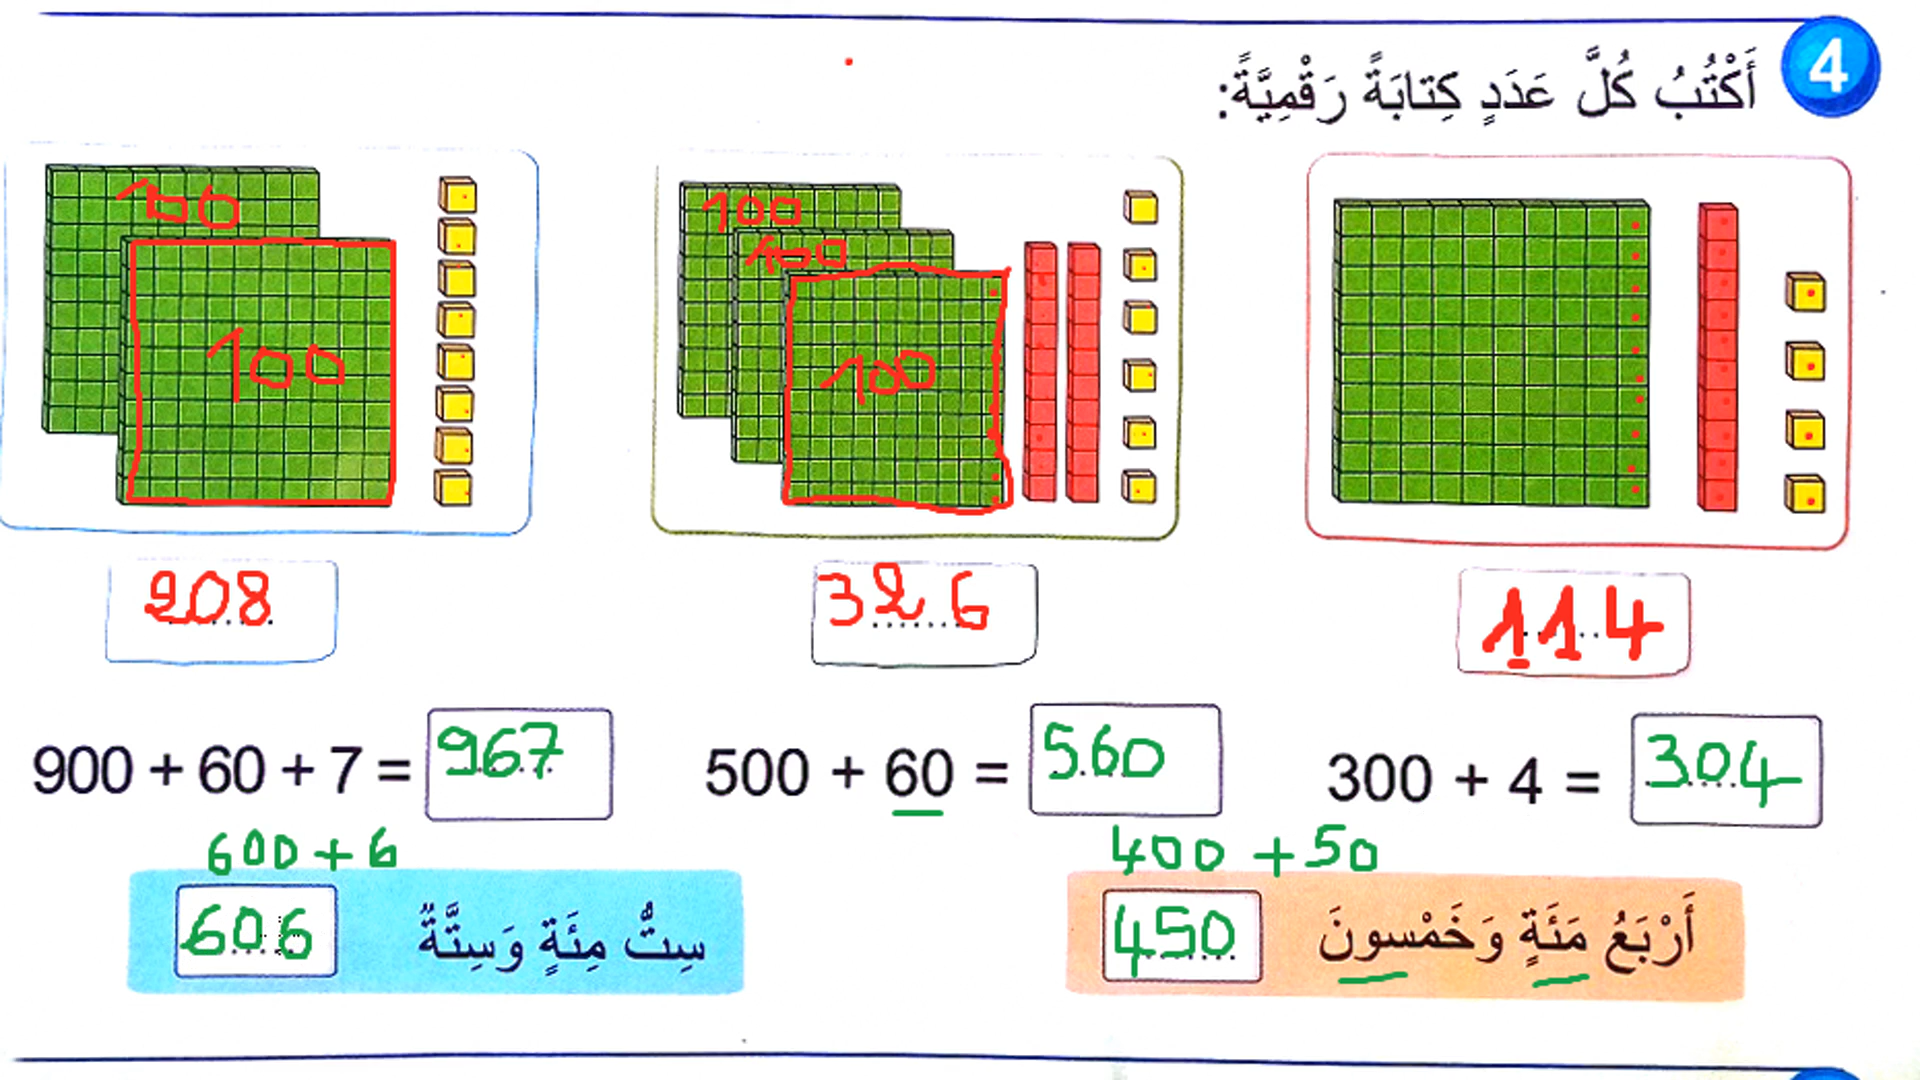 4 أَكْتُبُ كُلَّ عَدَدٍ كِتابَةً رَقْمِيَّةً:
100 100
100 100 100
208 326 114
900 + 60 + 7 = 967 500 + 60 = 560 300 + 4 = 304
600 + 6 400 + 50
أَرْبَعُ مَئَةٍ وَخَمْسونَ 450
سِتُّ مِئَةٍ وَسِتَّةٌ 606